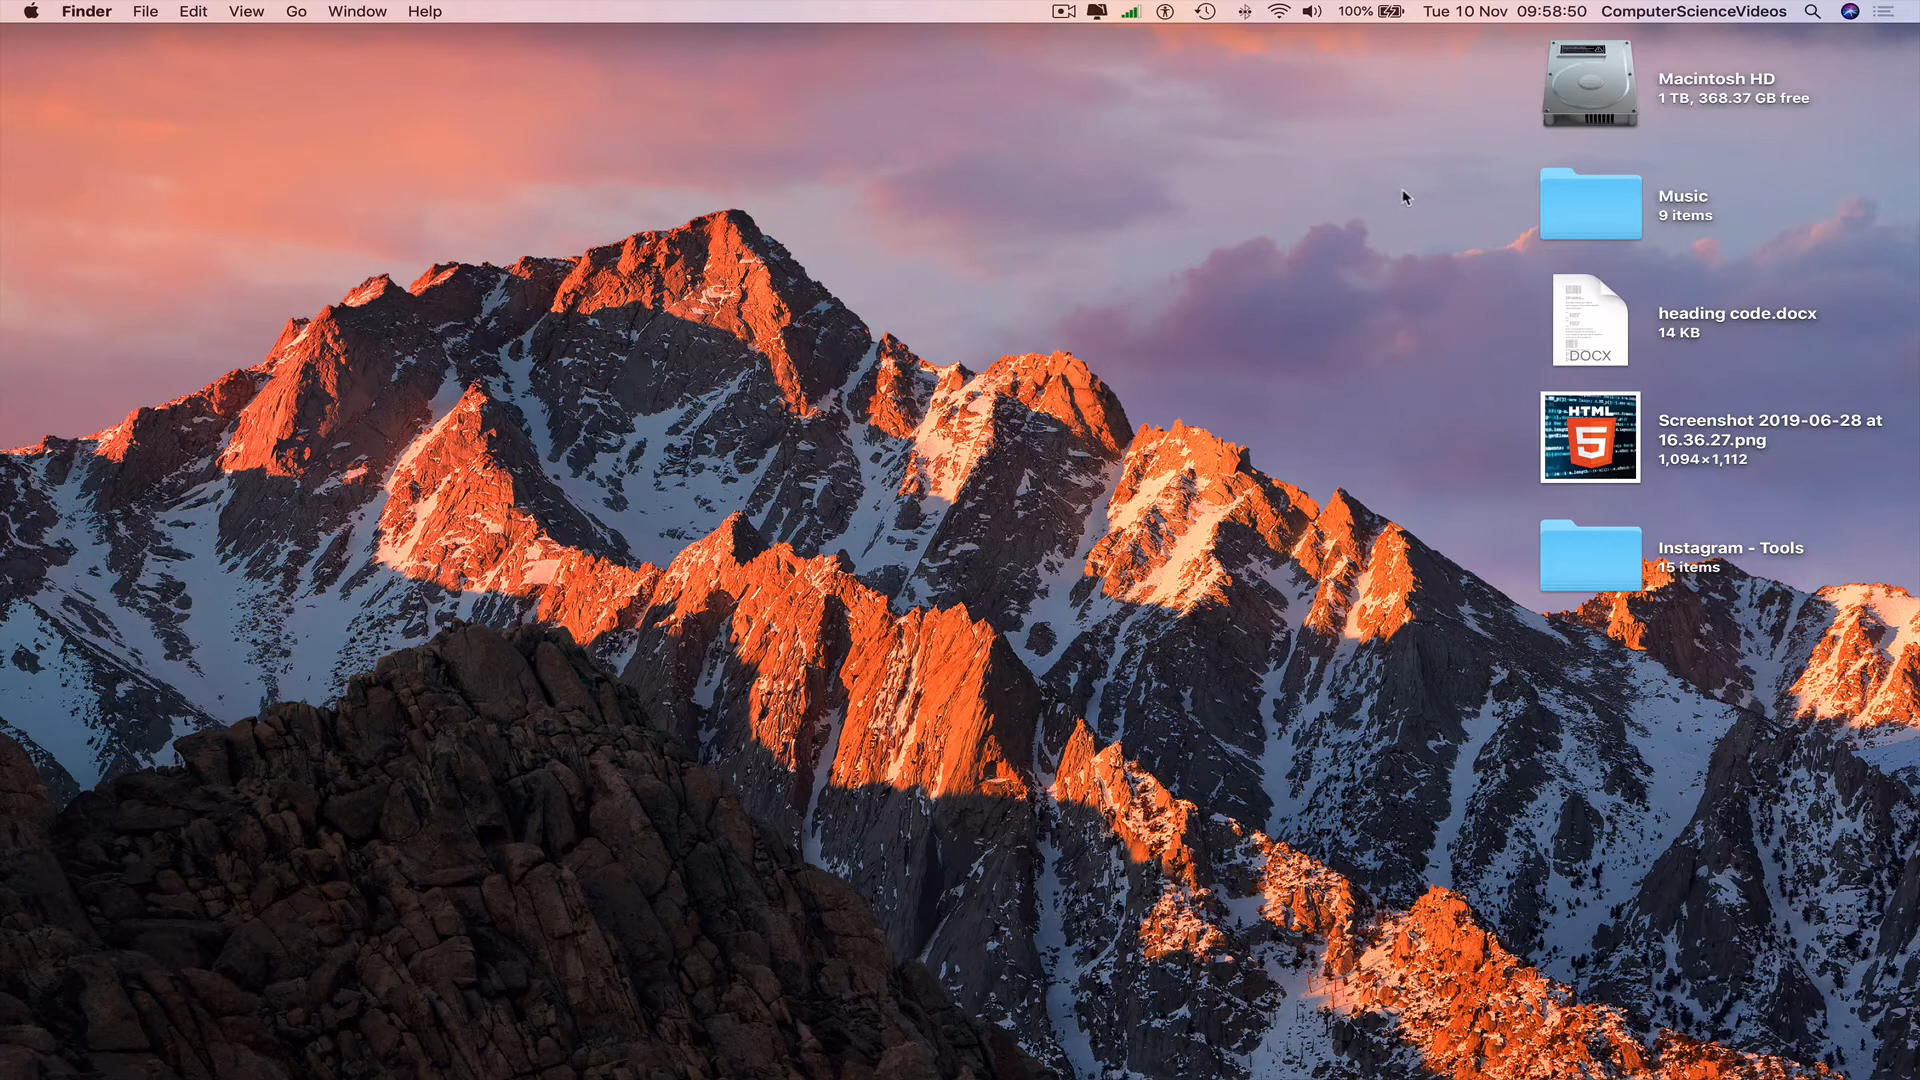 Finder File Edit View Go Window Help 100% Tue 10 Nov 09:58:50 ComputerScienceVideos
Macintosh HD
1 TB, 368.37 GB free
Music
9 items
heading code.docx
14 KB
DOCX
HTML
5
Screenshot 2019-06-28 at
16.36.27.png
1,094×1,112
Instagram - Tools
15 items